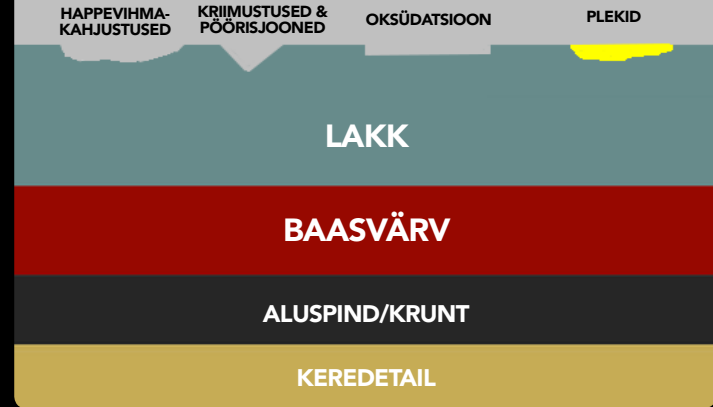 HAPPEVIHMA-
KAHJUSTUSED
KRIIMUSTUSED &
PÖÖRISJOONED
OKSÜDATSIOON
PLEKID
LAKK
BAASVÄRV
ALUSPIND/KRUNT
KEREDETAIL